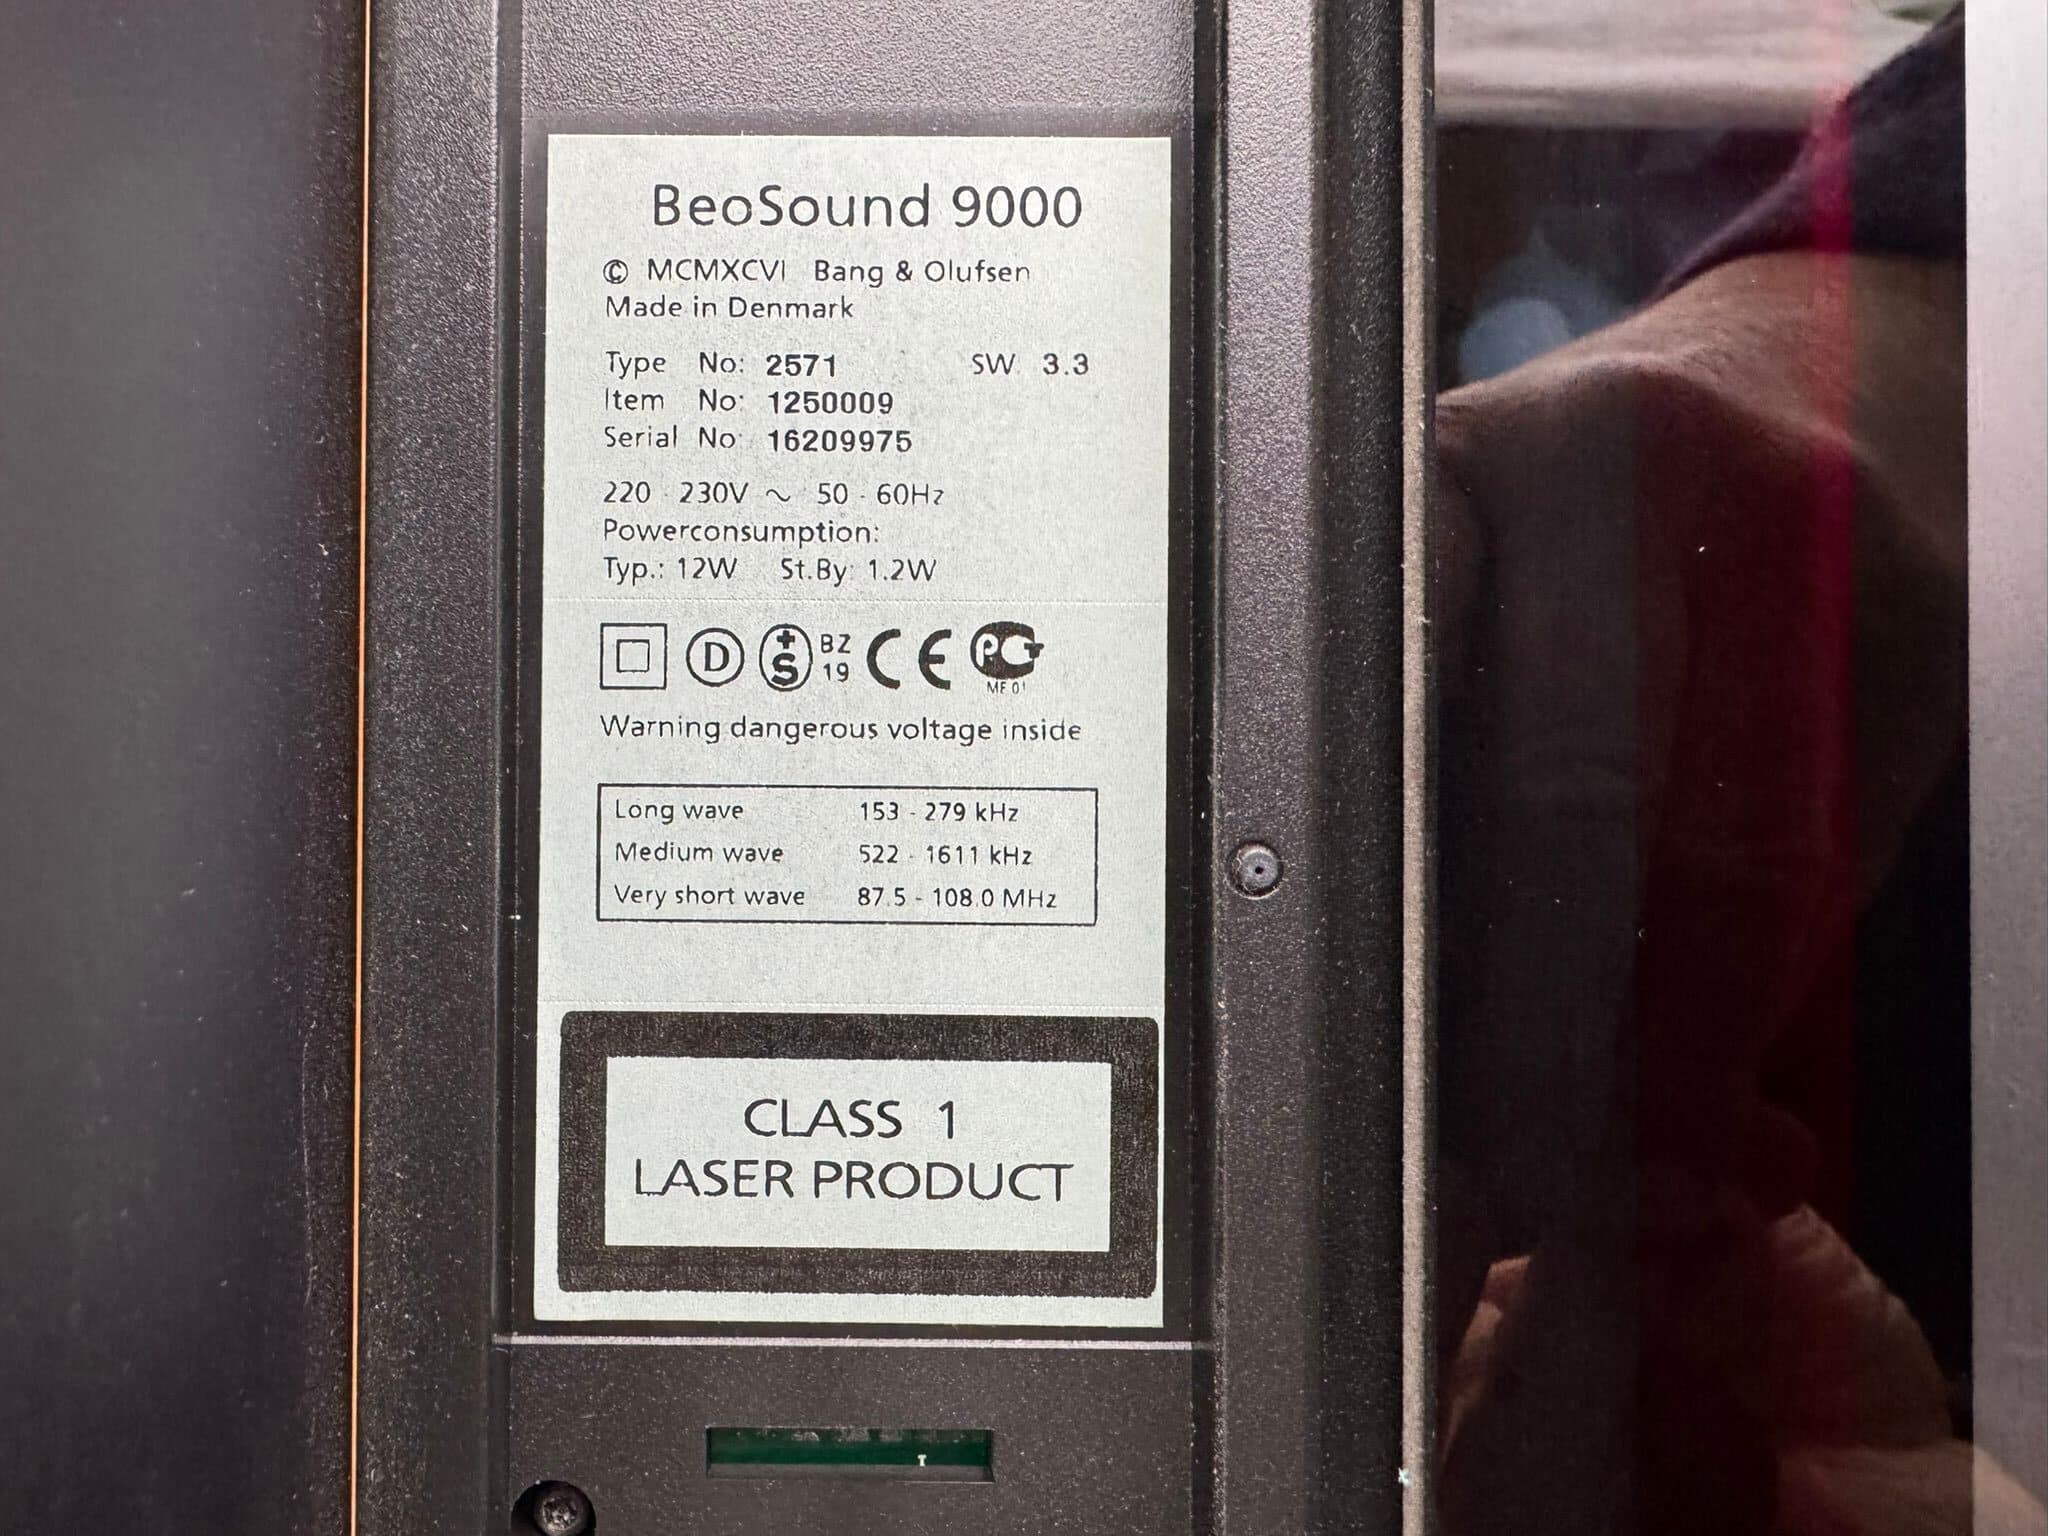 BeoSound 9000
© MCMXCVI Bang & Olufsen
Made in Denmark
Type No: 2571 SW 3.3
Item No: 1250009
Serial No: 16209975
220 - 230V ~ 50 - 60Hz
Powerconsumption:
Typ.: 12W St.By: 1.2W
D +S BZ 19 CE PCT
ME 01
Warning dangerous voltage inside
Long wave 153 - 279 kHz
Medium wave 522 - 1611 kHz
Very short wave 87.5 - 108.0 MHz
CLASS 1
LASER PRODUCT
T